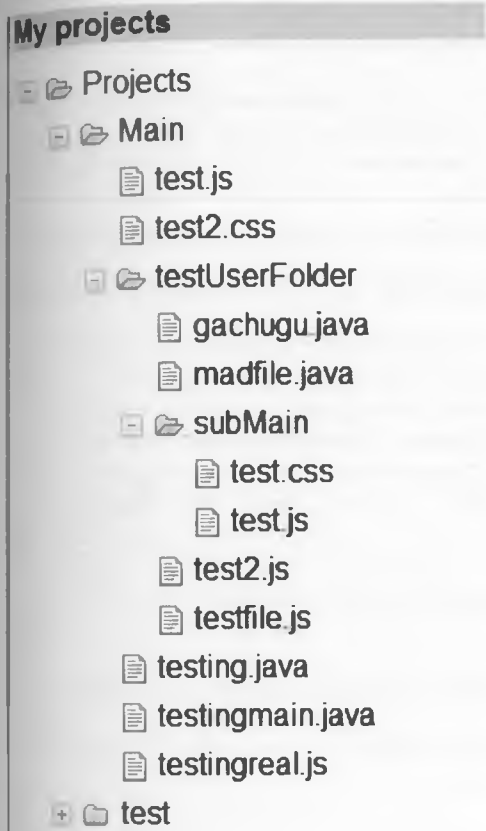 My projects
Projects
Main
test.js
test2.css
testUserFolder
gachugu.java
madfile.java
subMain
test.css
test.js
test2.js
testfile.js
testing.java
testingmain.java
testingreal.js
test